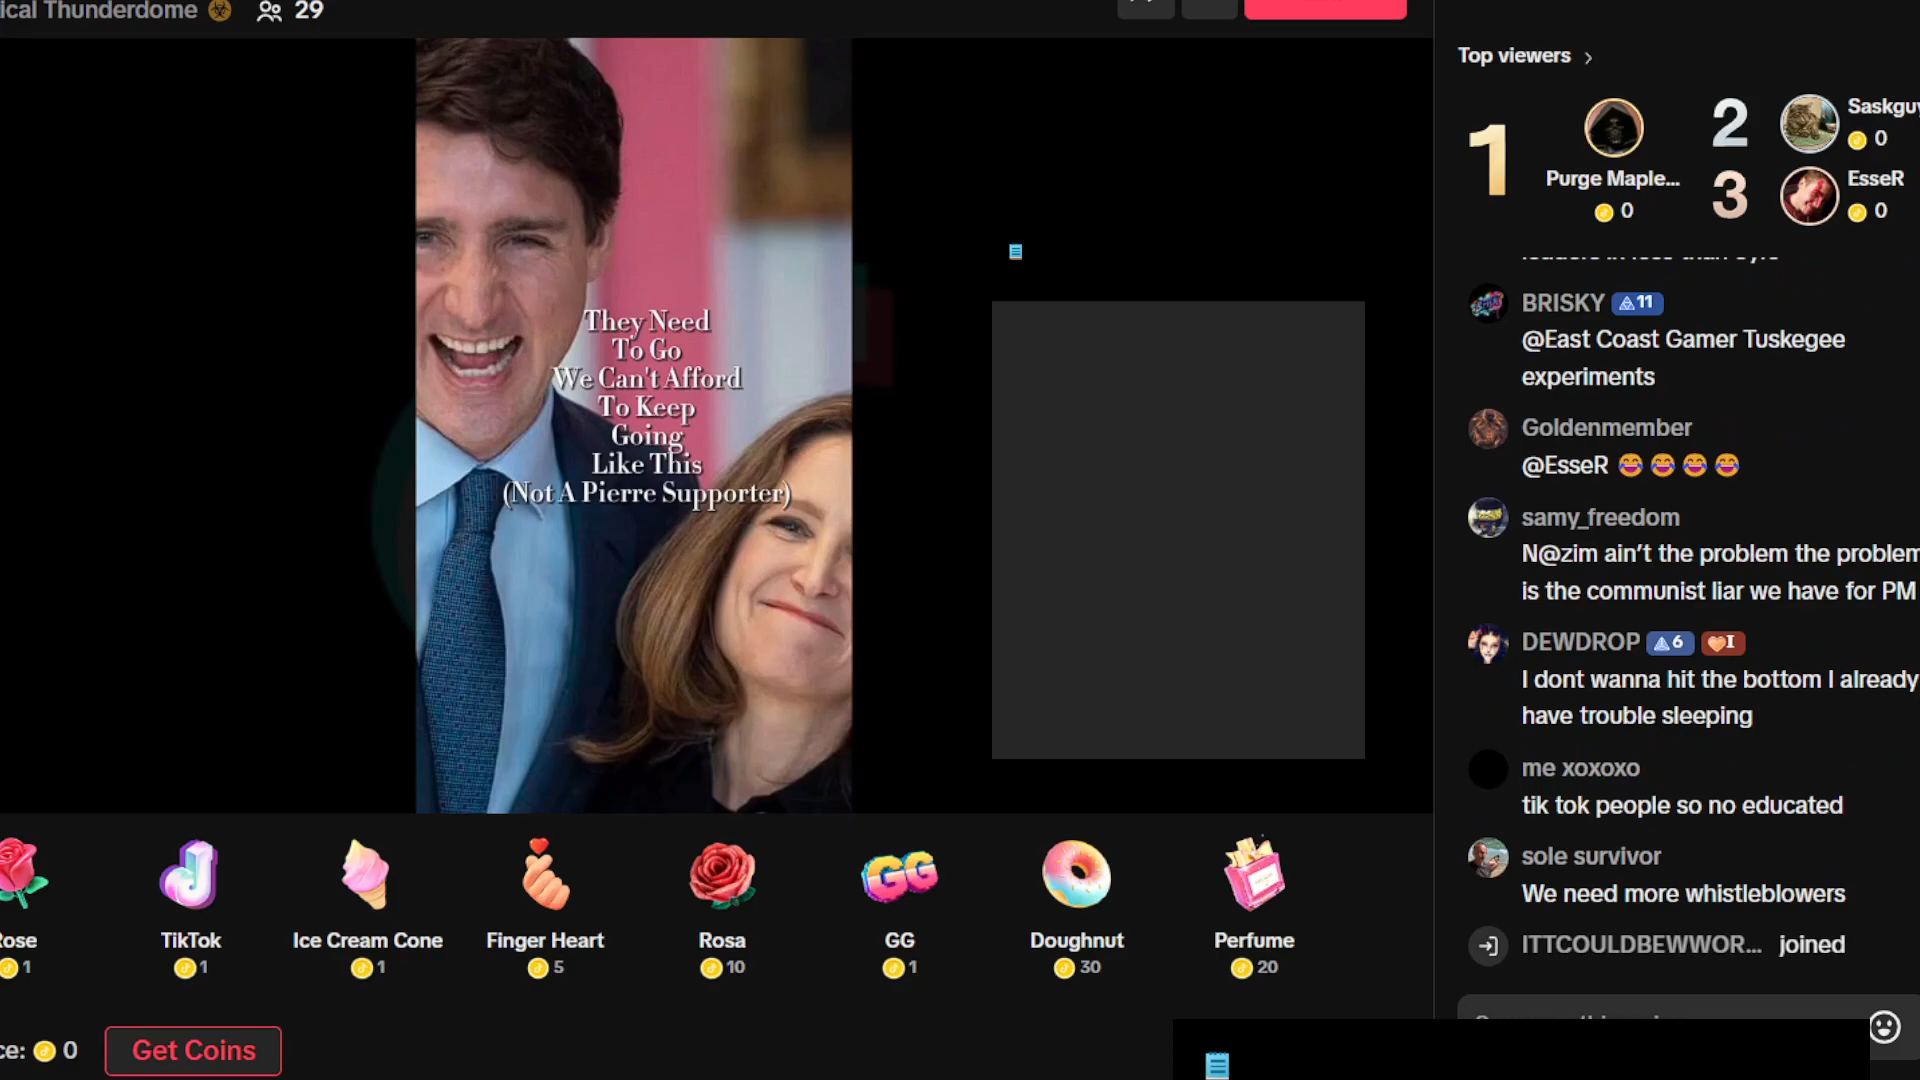 ical Thunderdome
29
Top viewers
1
Purge Maple...
0
2
Saskguy
0
3
EsseR
0
They Need
To Go
We Can't Afford
To Keep
Going
Like This
(Not A Pierre Supporter)
BRISKY 11
@East Coast Gamer Tuskegee
experiments
Goldenmember
@EsseR 😂😂😂😂
samy_freedom
N@zim ain't the problem the problem
is the communist liar we have for PM
DEWDROP 6 I
I dont wanna hit the bottom I already
have trouble sleeping
me xoxoxo
tik tok people so no educated
sole survivor
We need more whistleblowers
ITTCOULDBEWWOR... joined
Rose
1
TikTok
1
Ice Cream Cone
1
Finger Heart
5
Rosa
10
GG
GG
1
Doughnut
30
Perfume
20
ce: 0
Get Coins